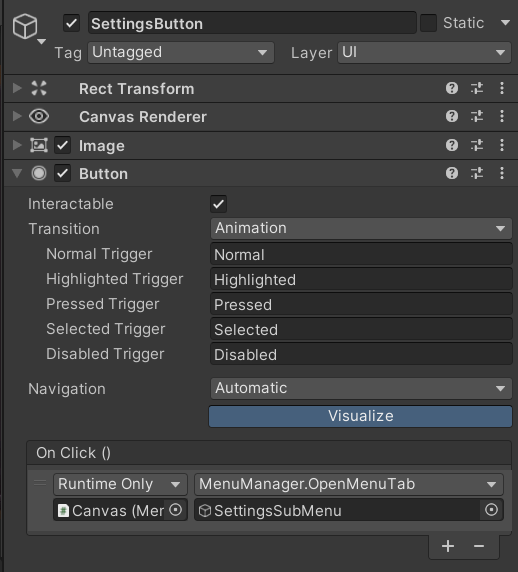 SettingsButton Static
Tag Untagged Layer UI
Rect Transform
Canvas Renderer
Image
Button
Interactable
Transition Animation
Normal Trigger Normal
Highlighted Trigger Highlighted
Pressed Trigger Pressed
Selected Trigger Selected
Disabled Trigger Disabled
Navigation Automatic
Visualize
On Click ()
Runtime Only MenuManager.OpenMenuTab
Canvas (Mer SettingsSubMenu